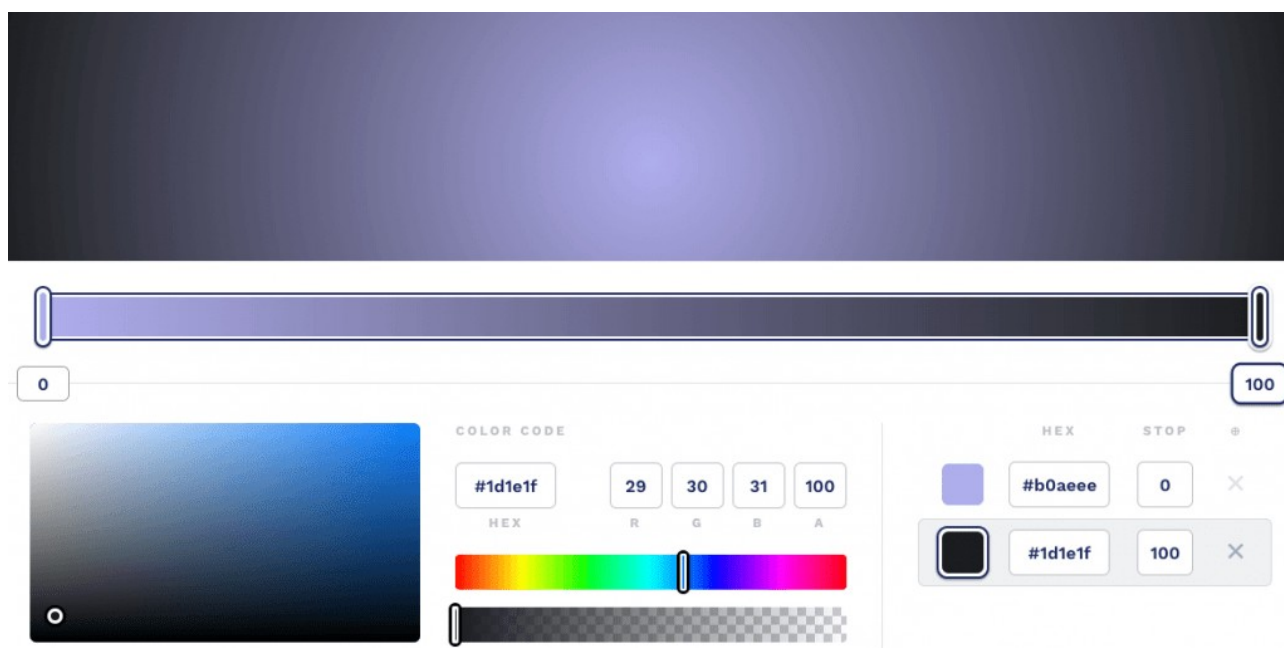 0
100
COLOR CODE
#1d1e1f 29 30 31 100
HEX R G B A
HEX STOP
#b0aeee 0
#1d1e1f 100